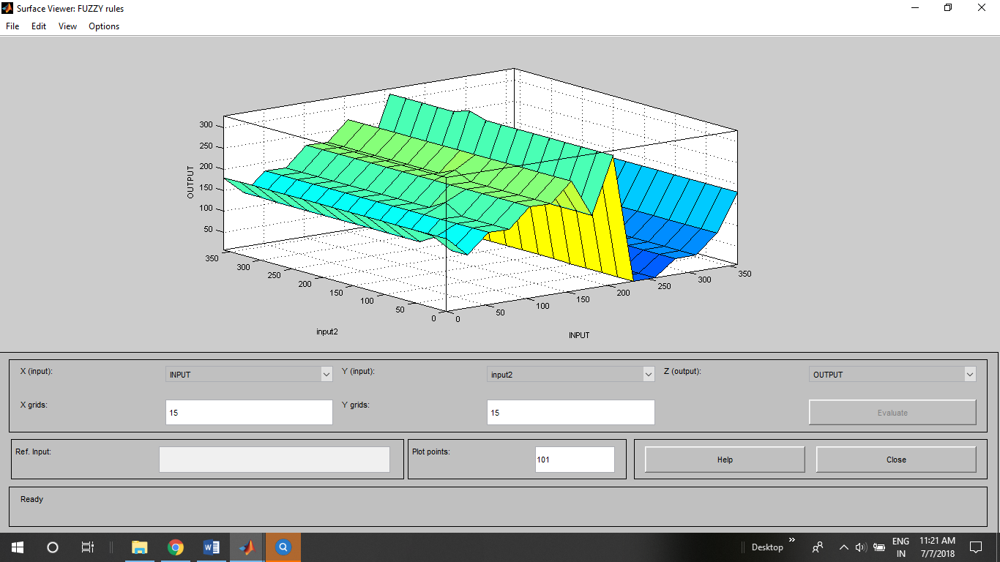 Surface Viewer: FUZZY rules
File Edit View Options
300
250
200
150
100
50
OUTPUT
350
300
250
200
150
100
50
0
input2
0
50
100
150
200
250
300
350
INPUT
X (input): INPUT Y (input): input2 Z (output): OUTPUT
X grids: 15 Y grids: 15 Evaluate
Ref. Input: Plot points: 101 Help Close
Ready
Desktop » ENG 11:21 AM
IN 7/7/2018